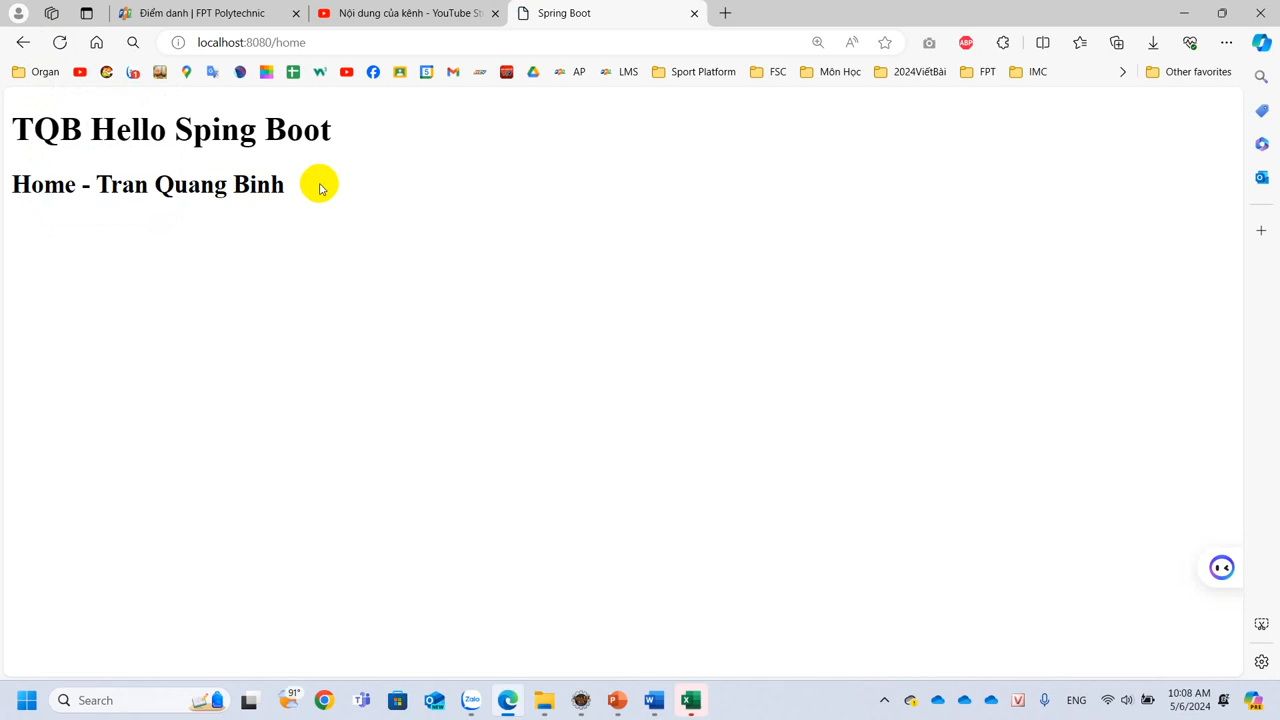 Điểm danh | FPT Polytechnic
Nội dung của kênh - YouTube St
Spring Boot
localhost:8080/home
Organ
AP
LMS
Sport Platform
FSC
Môn Học
2024ViếtBài
FPT
IMC
Other favorites
TQB Hello Sping Boot
Home - Tran Quang Binh
Search
91°
ENG
0:08 AM
5/6/2024